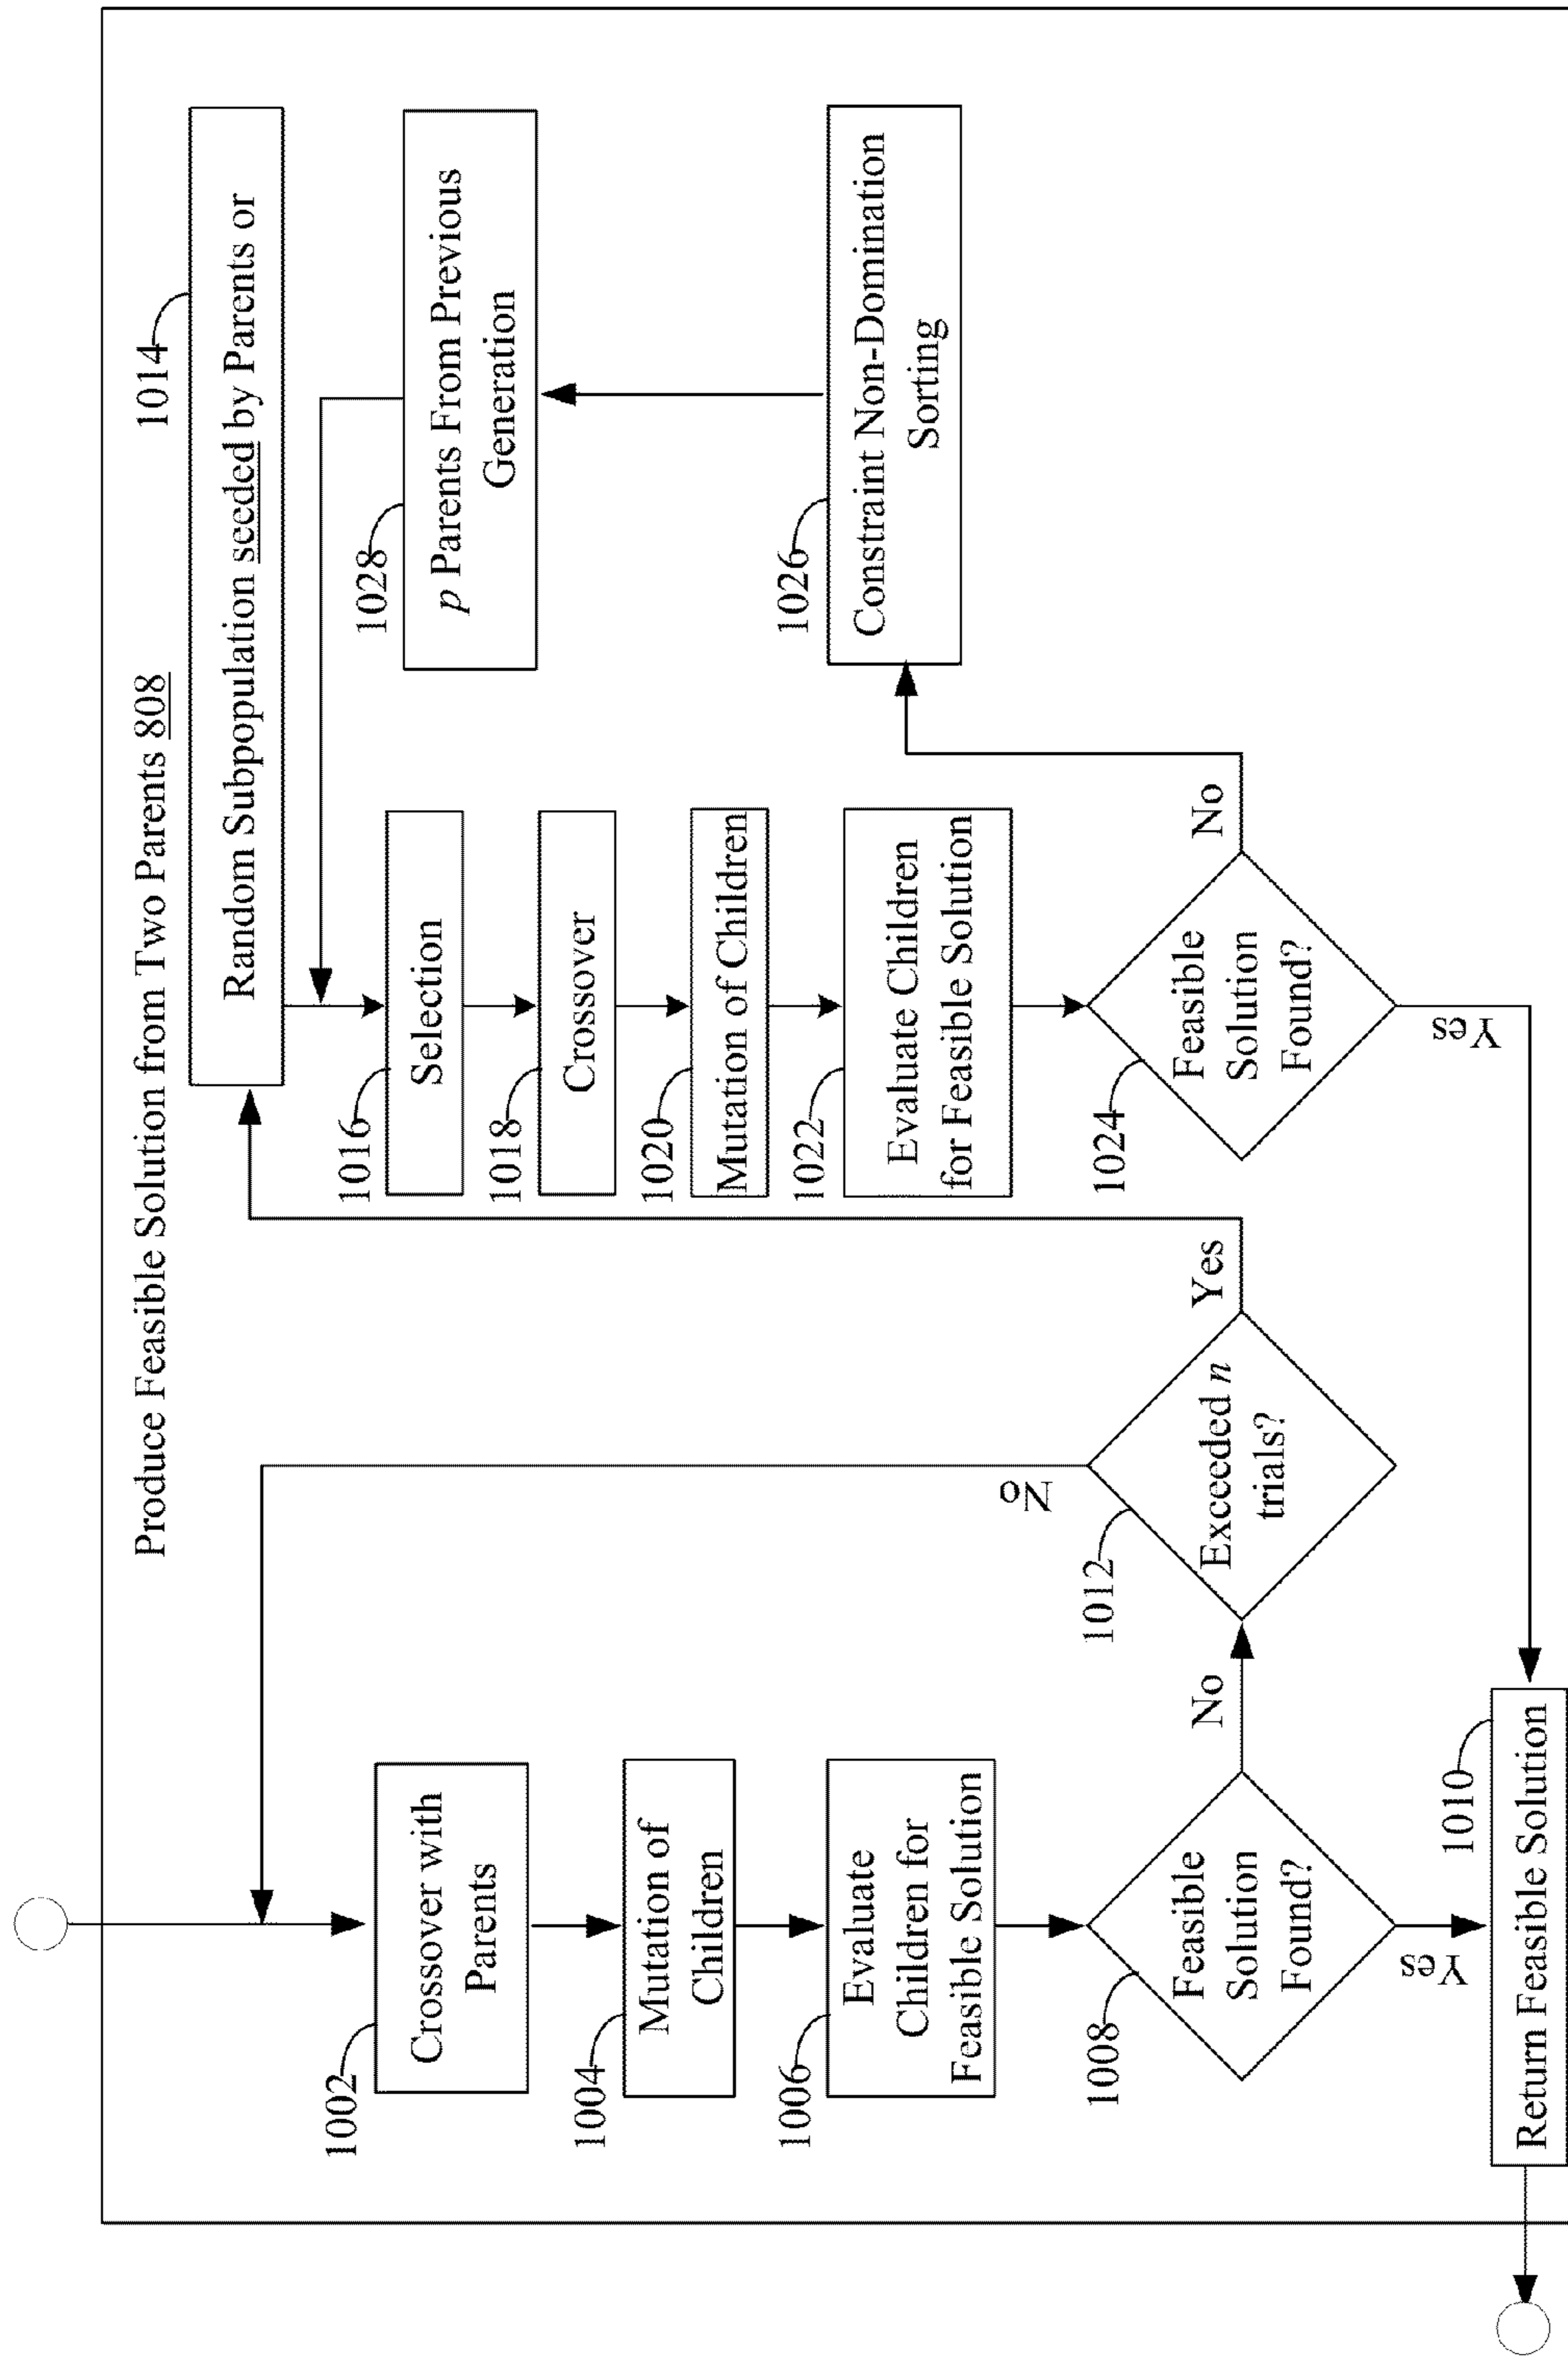 Produce Feasible Solution from Two Parents 808
1002
Crossover with
Parents
1004
Mutation of
Children
1006
Evaluate
Children for
Feasible Solution
1008
Feasible
Solution
Found?
No
Yes
1010
Return Feasible Solution
1012
Exceeded n
trials?
No
Yes
1014
Random Subpopulation seeded by Parents or
1016
Selection
1018
Crossover
1020
Mutation of Children
1022
Evaluate Children
for Feasible Solution
1024
Feasible
Solution
Found?
No
Yes
1026
Constraint Non-Domination
Sorting
1028
p Parents From Previous
Generation